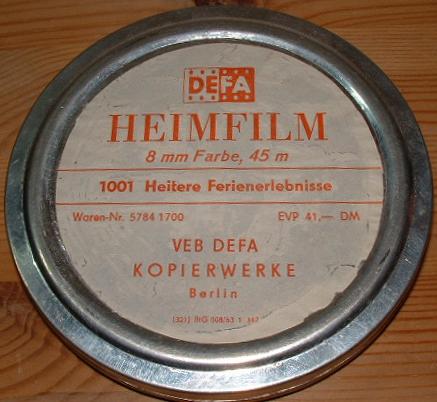 DEFA
HEIMFILM
8 mm Farbe, 45 m
1001 Heitere Ferienerlebnisse
Waren-Nr. 5784 1700 EVP 41,— DM
VEB DEFA
KOPIERWERKE
Berlin